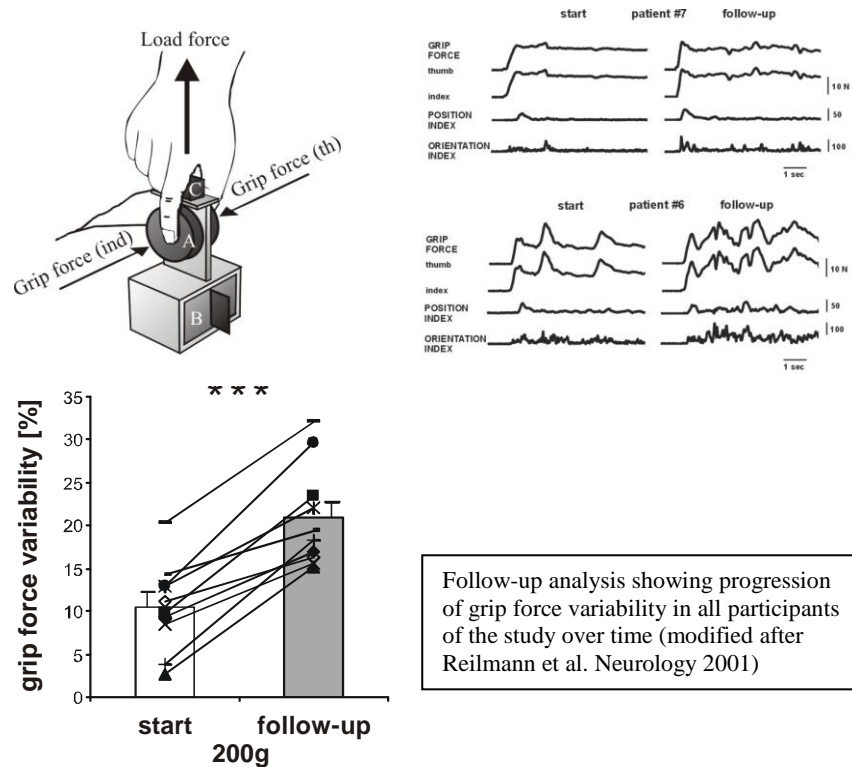 Load force
C
Grip force (th)
A
Grip force (ind)
B
start patient #7 follow-up
GRIP
FORCE
thumb
index
10 N
POSITION
INDEX
50
ORIENTATION
INDEX
100
1 sec
start patient #6 follow-up
GRIP
FORCE
thumb
index
10 N
POSITION
INDEX
50
ORIENTATION
INDEX
100
1 sec
grip force variability [%]
* * *
35
30
25
20
15
10
5
0
start follow-up
200g
Follow-up analysis showing progression
of grip force variability in all participants
of the study over time (modified after
Reilmann et al. Neurology 2001)